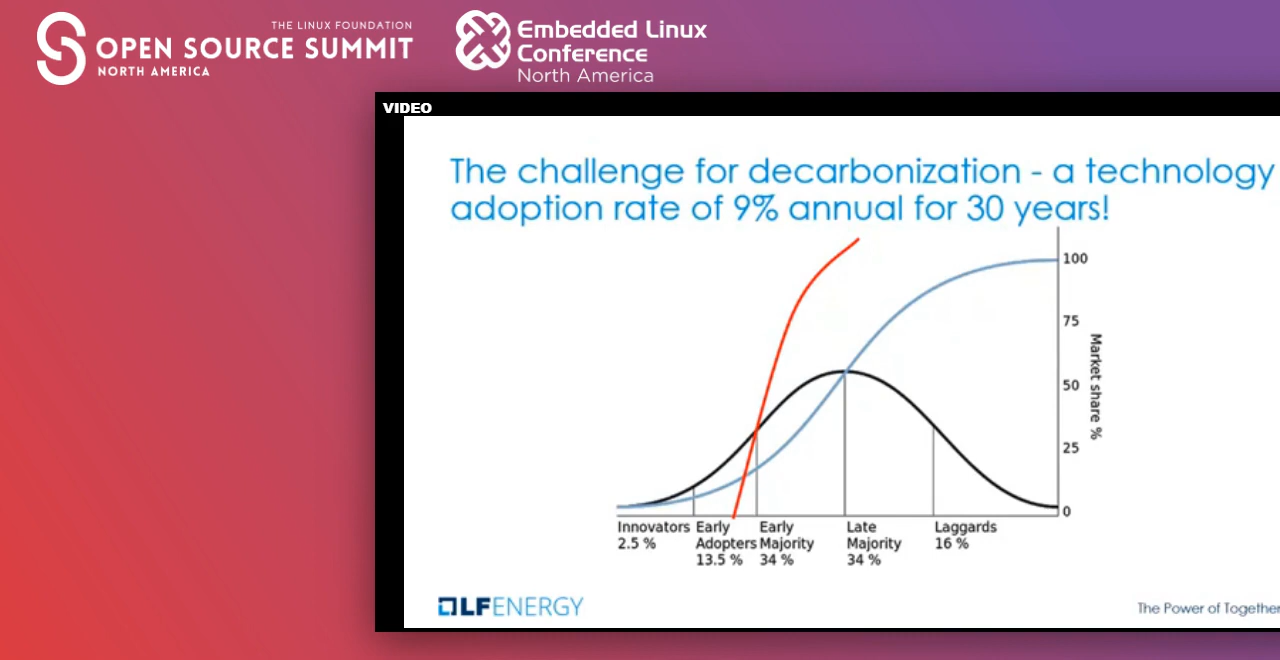 THE LINUX FOUNDATION
OPEN SOURCE SUMMIT
NORTH AMERICA
Embedded Linux
Conference
North America
VIDEO
The challenge for decarbonization - a technology
adoption rate of 9% annual for 30 years!
100
75
50
25
0
Market share %
Innovators
2.5 %
Early
Adopters
13.5 %
Early
Majority
34 %
Late
Majority
34 %
Laggards
16 %
LFENERGY
The Power of Together